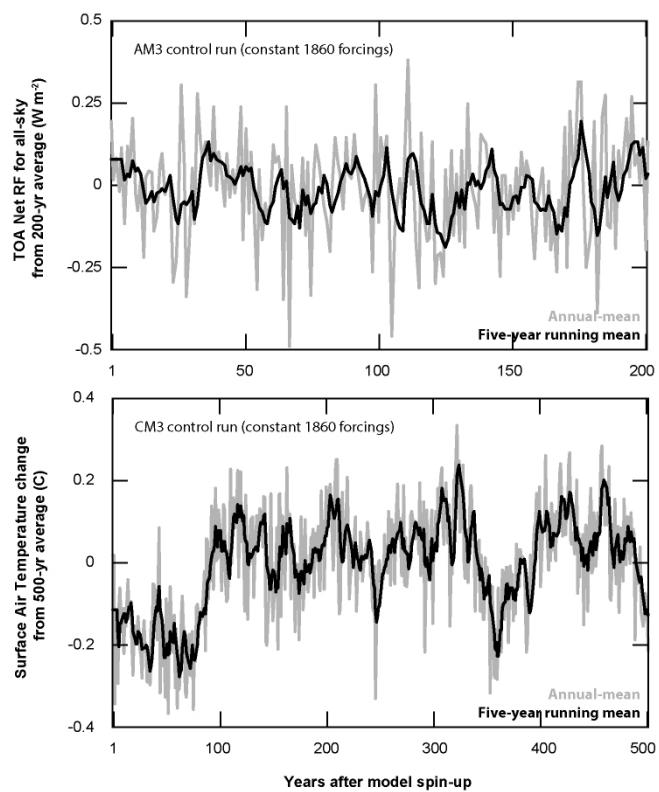 TOA Net RF for all-sky
from 200-yr average (W m-2)
0.5
0.25
0
-0.25
-0.5
AM3 control run (constant 1860 forcings)
Annual-mean
Five-year running mean
1 50 100 150 200
Surface Air Temperature change
from 500-yr average (C)
0.4
0.2
0
-0.2
-0.4
CM3 control run (constant 1860 forcings)
Annual-mean
Five-year running mean
1 100 200 300 400 500
Years after model spin-up